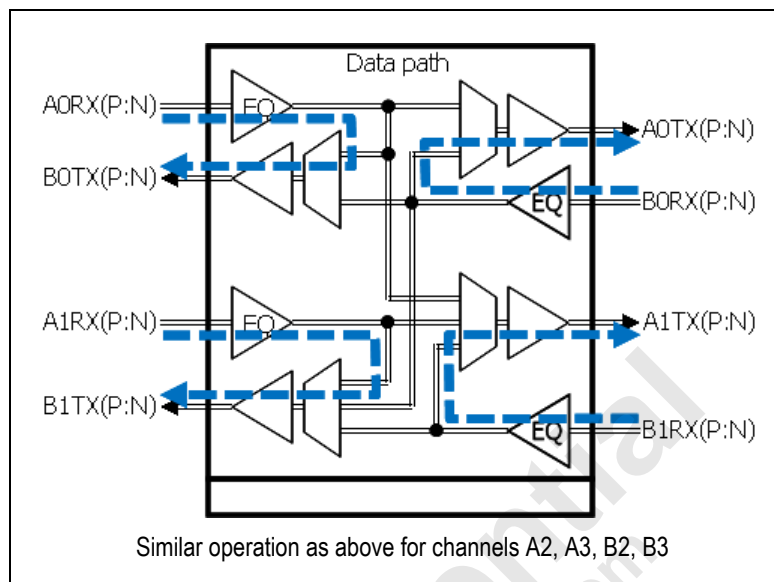 Data path
A0RX(P:N)
EQ
A0TX(P:N)
B0TX(P:N)
EQ
B0RX(P:N)
A1RX(P:N)
EQ
A1TX(P:N)
B1TX(P:N)
EQ
B1RX(P:N)
Similar operation as above for channels A2, A3, B2, B3